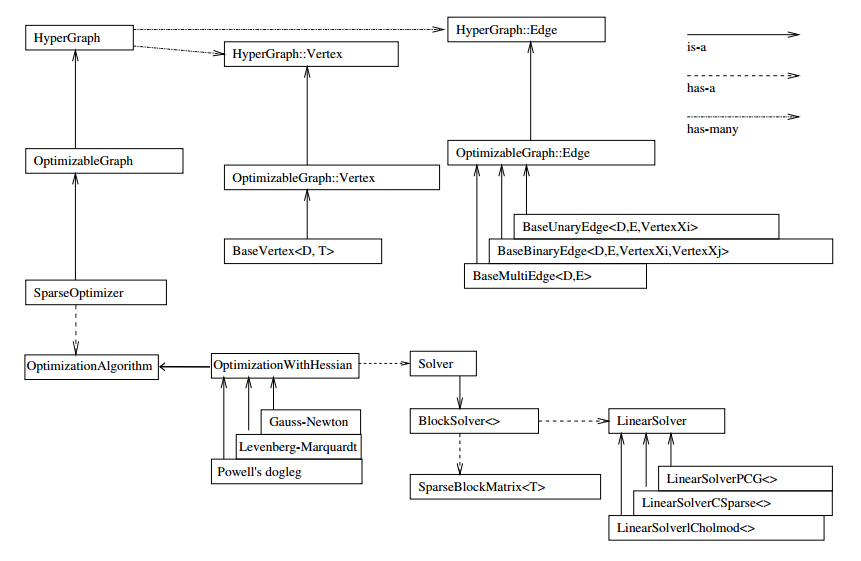 HyperGraph
HyperGraph::Edge
HyperGraph::Vertex
is-a
has-a
has-many
OptimizableGraph
OptimizableGraph::Edge
OptimizableGraph::Vertex
BaseUnaryEdge<D,E,VertexXi>
BaseVertex<D, T>
BaseBinaryEdge<D,E,VertexXi,VertexXj>
BaseMultiEdge<D,E>
SparseOptimizer
OptimizationAlgorithm
OptimizationWithHessian
Solver
Gauss-Newton
BlockSolver<>
LinearSolver
Levenberg-Marquardt
Powell's dogleg
SparseBlockMatrix<T>
LinearSolverPCG<>
LinearSolverCSparse<>
LinearSolverlCholmod<>